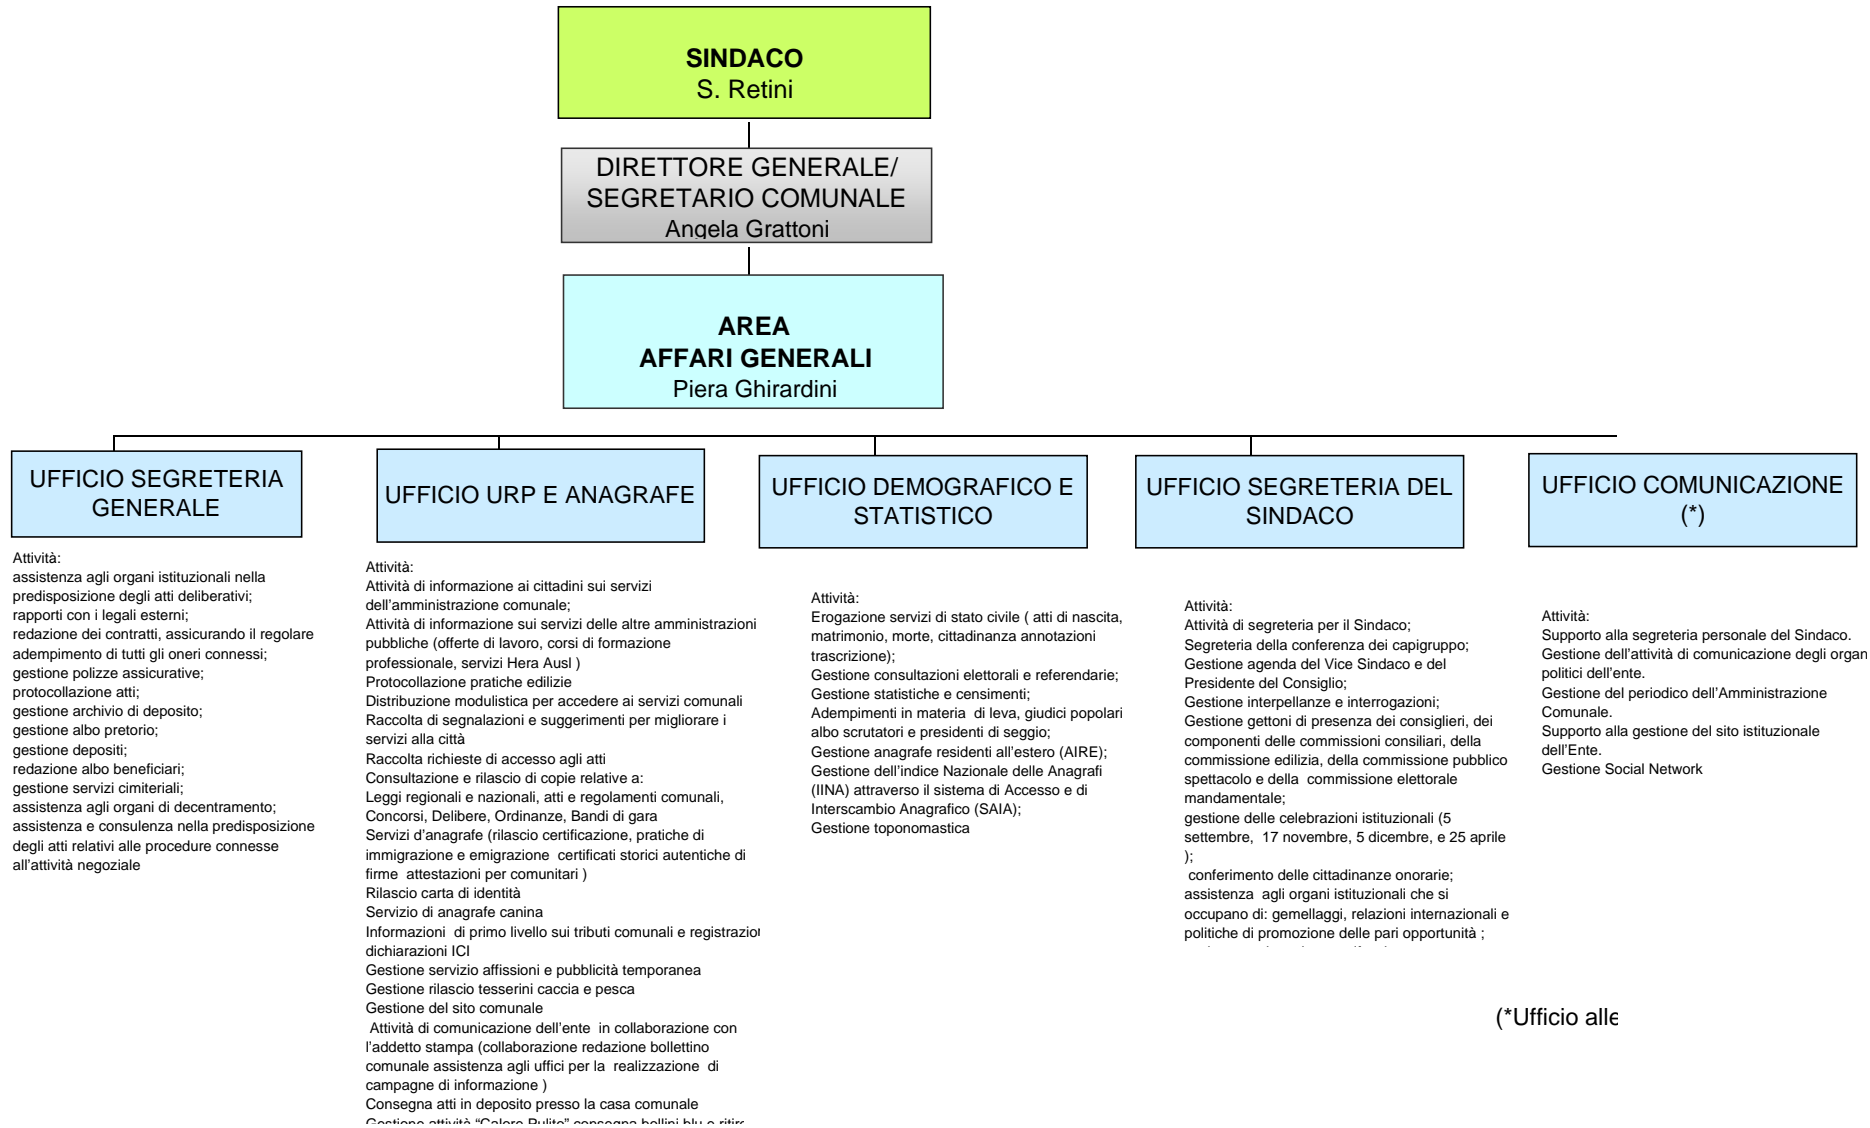 SINDACO
S. Retini
DIRETTORE GENERALE/
SEGRETARIO COMUNALE
Angela Grattoni
AREA
AFFARI GENERALI
Piera Ghirardini
UFFICIO SEGRETERIA
GENERALE
Attività:
assistenza agli organi istituzionali nella
predisposizione degli atti deliberativi;
rapporti con i legali esterni;
redazione dei contratti, assicurando il regolare
adempimento di tutti gli oneri connessi;
gestione polizze assicurative;
protocollazione atti;
gestione archivio di deposito;
gestione albo pretorio;
gestione depositi;
redazione albo beneficiari;
gestione servizi cimiteriali;
assistenza agli organi di decentramento;
assistenza e consulenza nella predisposizione
degli atti relativi alle procedure connesse
all'attività negoziale
UFFICIO URP E ANAGRAFE
Attività:
Attività di informazione ai cittadini sui servizi
dell'amministrazione comunale;
Attività di informazione sui servizi delle altre amministrazioni
pubbliche (offerte di lavoro, corsi di formazione
professionale, servizi Hera Ausl )
Protocollazione pratiche edilizie
Distribuzione modulistica per accedere ai servizi comunali
Raccolta di segnalazioni e suggerimenti per migliorare i
servizi alla città
Raccolta richieste di accesso agli atti
Consultazione e rilascio di copie relative a:
Leggi regionali e nazionali, atti e regolamenti comunali,
Concorsi, Delibere, Ordinanze, Bandi di gara
Servizi d'anagrafe (rilascio certificazione, pratiche di
immigrazione e emigrazione  certificati storici autentiche di
firme  attestazioni per comunitari )
Rilascio carta di identità
Servizio di anagrafe canina
Informazioni  di primo livello sui tributi comunali e registrazio
dichiarazioni ICI
Gestione servizio affissioni e pubblicità temporanea
Gestione rilascio tesserini caccia e pesca
Gestione del sito comunale
Attività di comunicazione dell'ente  in collaborazione con
l'addetto stampa (collaborazione redazione bollettino
comunale assistenza agli uffici per la  realizzazione  di
campagne di informazione )
Consegna atti in deposito presso la casa comunale
Gestione attività "Calore Pulito" consegna bollini blu e ritiro
UFFICIO DEMOGRAFICO E
STATISTICO
Attività:
Erogazione servizi di stato civile ( atti di nascita,
matrimonio, morte, cittadinanza annotazioni
trascrizione);
Gestione consultazioni elettorali e referendarie;
Gestione statistiche e censimenti;
Adempimenti in materia  di leva, giudici popolari
albo scrutatori e presidenti di seggio;
Gestione anagrafe residenti all'estero (AIRE);
Gestione dell'indice Nazionale delle Anagrafi
(IINA) attraverso il sistema di Accesso e di
Interscambio Anagrafico (SAIA);
Gestione toponomastica
UFFICIO SEGRETERIA DEL
SINDACO
Attività:
Attività di segreteria per il Sindaco;
Segreteria della conferenza dei capigruppo;
Gestione agenda del Vice Sindaco e del
Presidente del Consiglio;
Gestione interpellanze e interrogazioni;
Gestione gettoni di presenza dei consiglieri, dei
componenti delle commissioni consiliari, della
commissione edilizia, della commissione pubblico
spettacolo e della  commissione elettorale
mandamentale;
gestione delle celebrazioni istituzionali (5
settembre,  17 novembre, 5 dicembre, e 25 aprile
);
conferimento delle cittadinanze onorarie;
assistenza  agli organi istituzionali che si
occupano di: gemellaggi, relazioni internazionali e
politiche di promozione delle pari opportunità ;
UFFICIO COMUNICAZIONE
(*)
Attività:
Supporto alla segreteria personale del Sindaco.
Gestione dell'attività di comunicazione degli organ
politici dell'ente.
Gestione del periodico dell'Amministrazione
Comunale.
Supporto alla gestione del sito istituzionale
dell'Ente.
Gestione Social Network
(*Ufficio alle